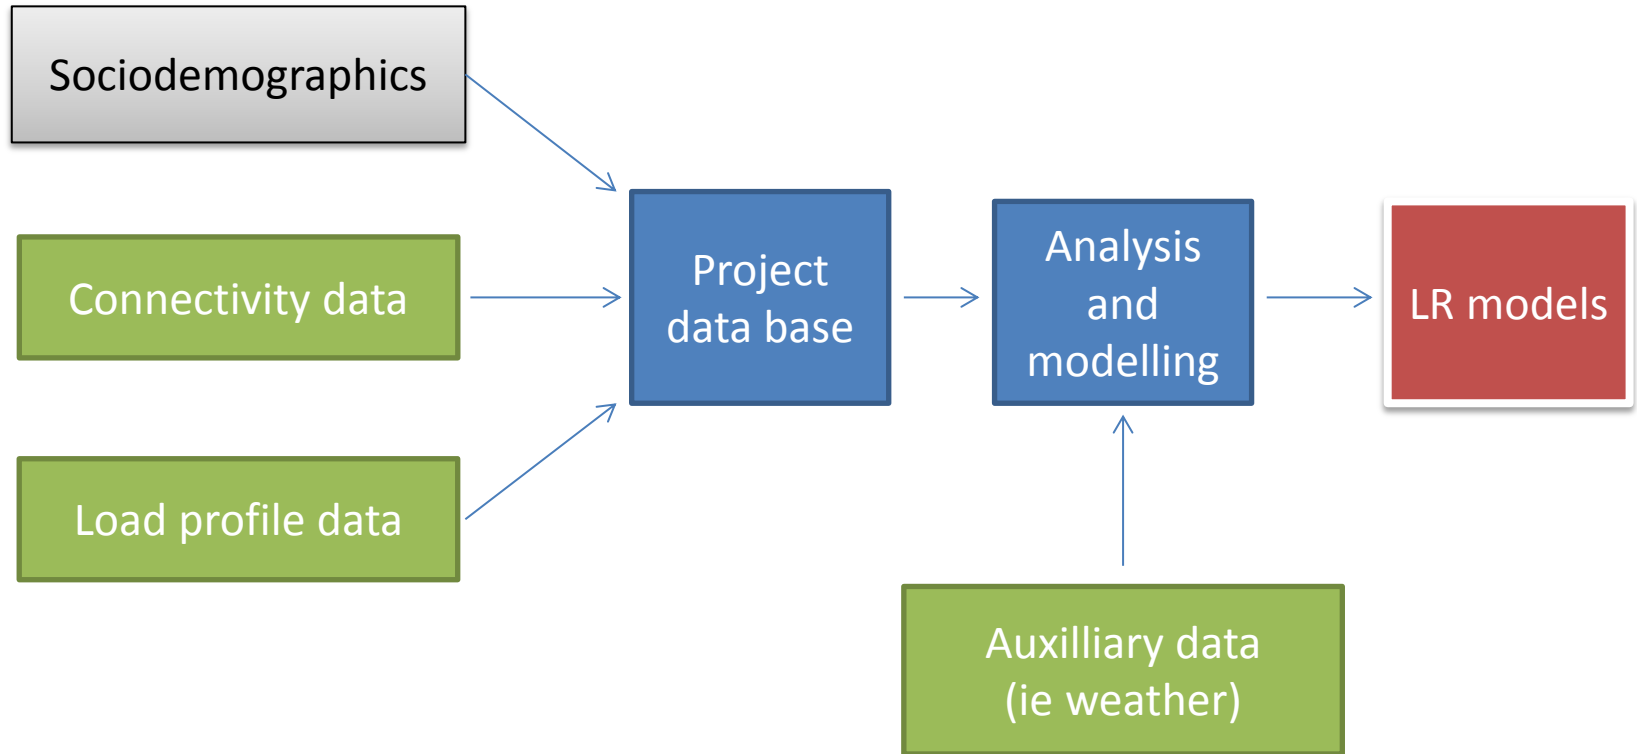 Sociodemographics
Connectivity data
Load profile data
Project
data base
Analysis
and
modelling
LR models
Auxilliary data
(ie weather)